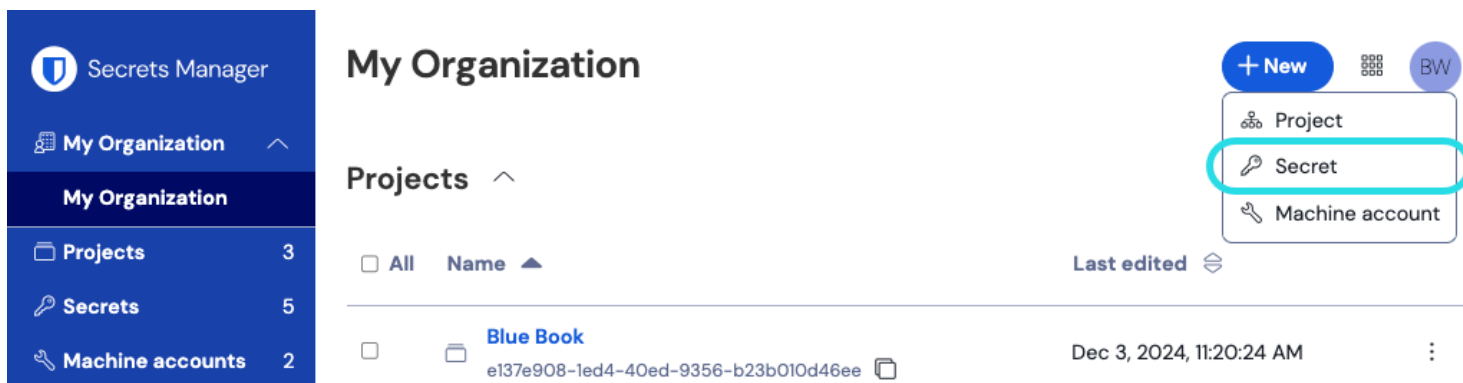 Secrets Manager
My Organization
My Organization
Projects 3
Secrets 5
Machine accounts 2
My Organization
+ New
BW
Project
Secret
Machine account
Projects
All Name Last edited
Blue Book
e137e908-1ed4-40ed-9356-b23b010d46ee
Dec 3, 2024, 11:20:24 AM